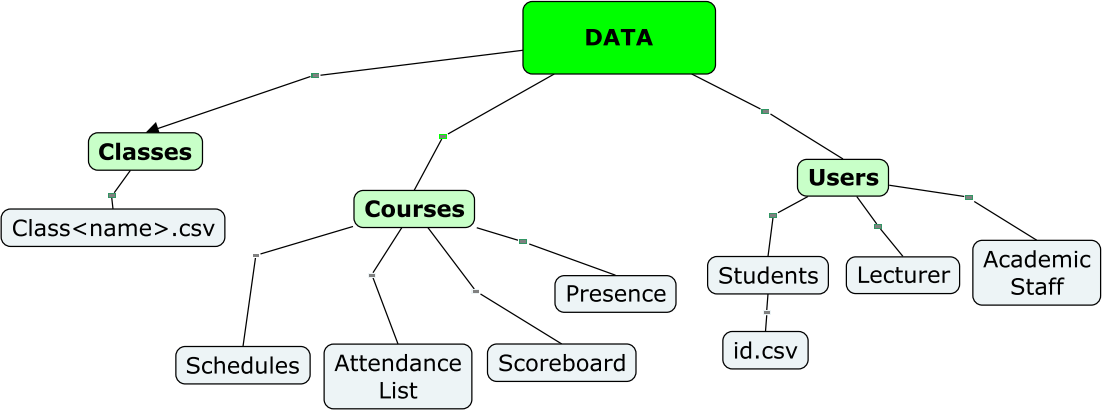 DATA
Classes
Class<name>.csv
Courses
Schedules
Attendance
List
Scoreboard
Presence
Users
Students
id.csv
Lecturer
Academic
Staff